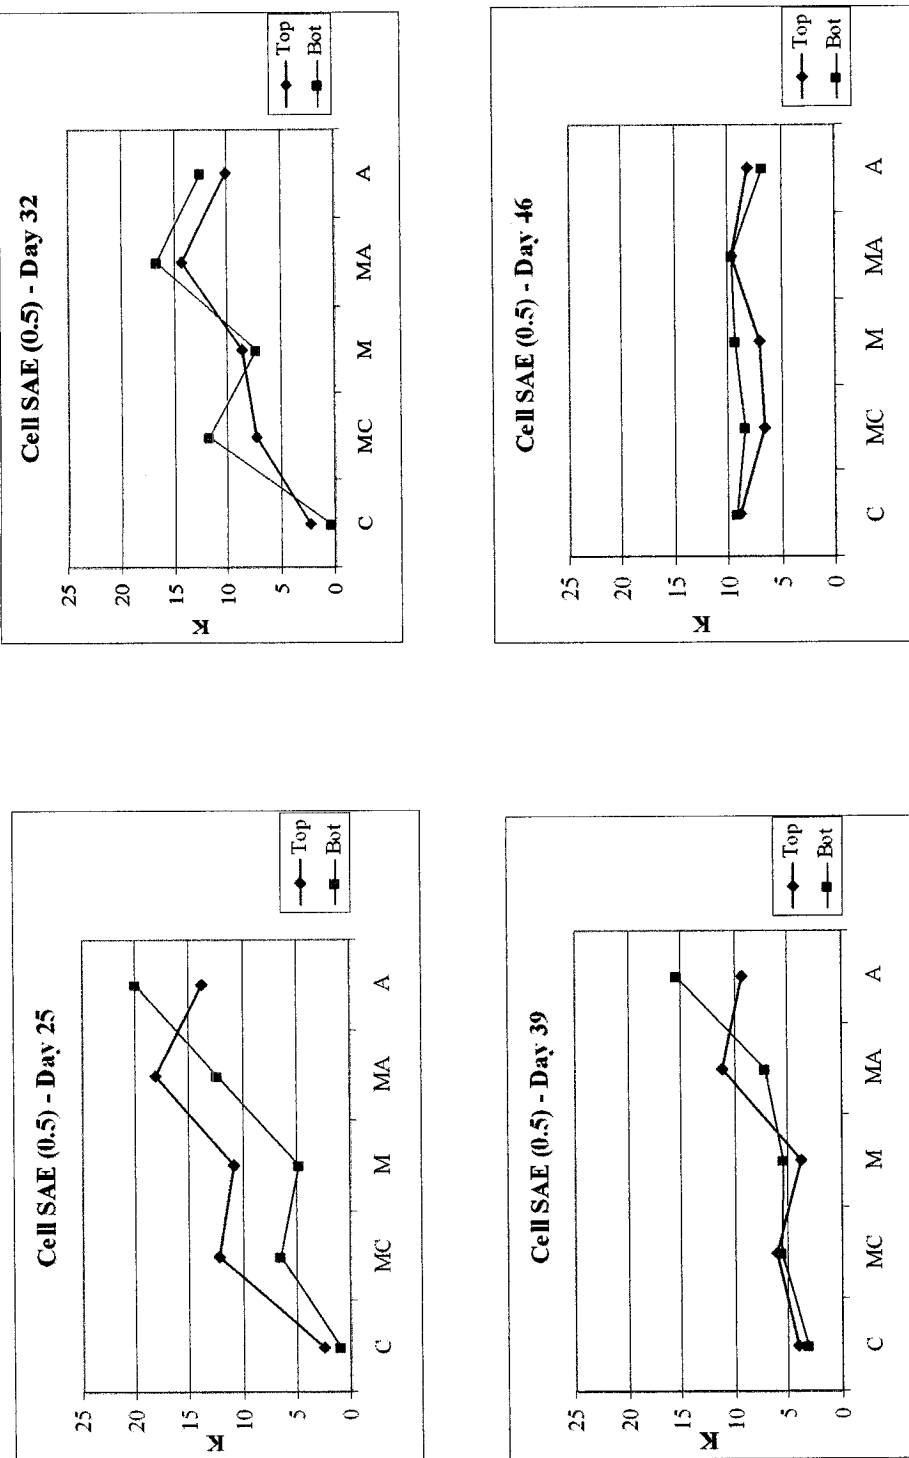 Cell SAE (0.5) - Day 25
25
20
15
10
5
0
K
C
MC
M
MA
A
Top
Bot
Cell SAE (0.5) - Day 32
25
20
15
10
5
0
K
C
MC
M
MA
A
Top
Bot
Cell SAE (0.5) - Day 39
25
20
15
10
5
0
K
C
MC
M
MA
A
Top
Bot
Cell SAE (0.5) - Day 46
25
20
15
10
5
0
K
C
MC
M
MA
A
Top
Bot